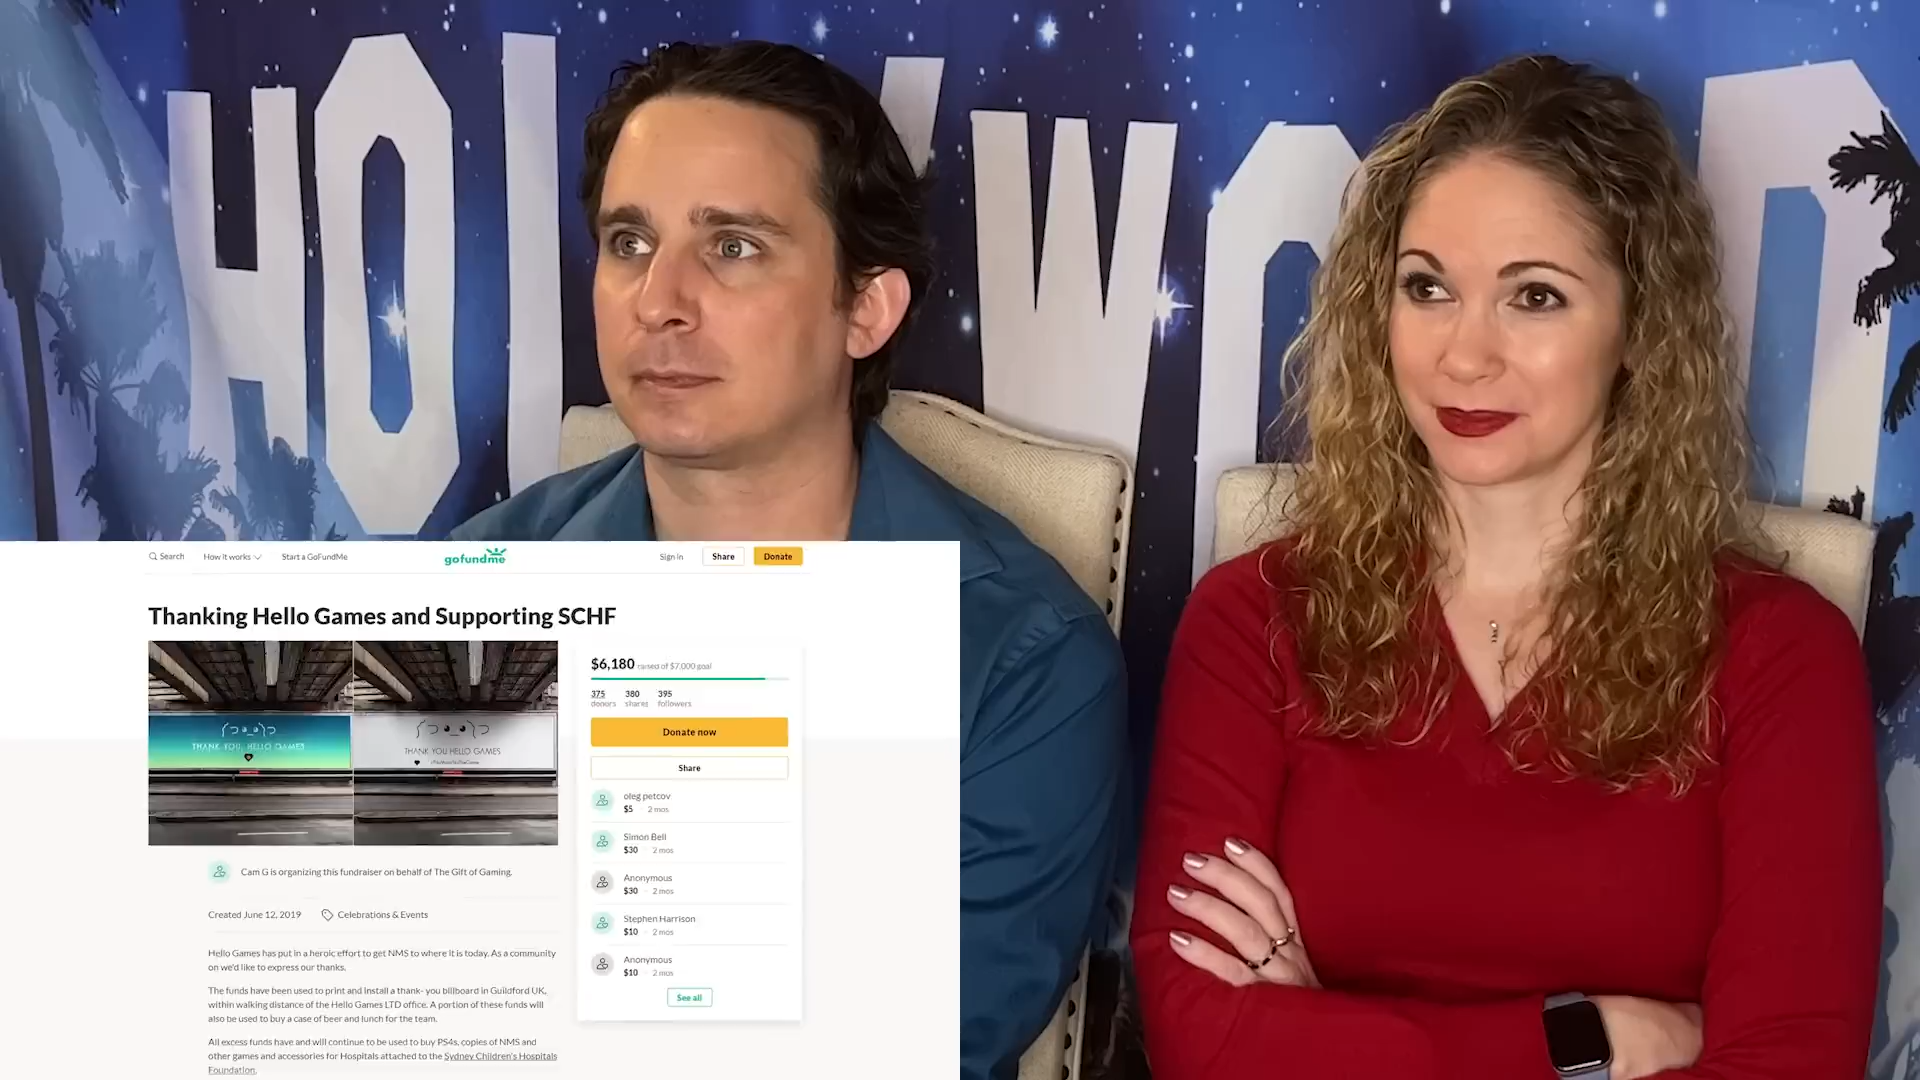 HOLLYWOOD
Search
How it works
Start a GoFundMe
gofundme
Sign in
Share
Donate
Thanking Hello Games and Supporting SCHF
THANK YOU, HELLO GAMES
THANK YOU HELLO GAMES
$6,180 raised of $7,000 goal
375 donors
380 shares
395 followers
Donate now
Share
oleg petcov
$5 · 2 mos
Simon Bell
$30 · 2 mos
Anonymous
$30 · 2 mos
Stephen Harrison
$10 · 2 mos
Anonymous
$10 · 2 mos
See all
Cam G is organizing this fundraiser on behalf of The Gift of Gaming.
Created June 12, 2019
Celebrations & Events
Hello Games has put in a heroic effort to get NMS to where it is today. As a community
on we'd like to express our thanks.
The funds have been used to print and install a thank- you billboard in Guildford UK,
within walking distance of the Hello Games LTD office. A portion of these funds will
also be used to buy a case of beer and lunch for the team.
All excess funds have and will continue to be used to buy PS4s, copies of NMS and
other games and accessories for Hospitals attached to the Sydney Children's Hospitals
Foundation.